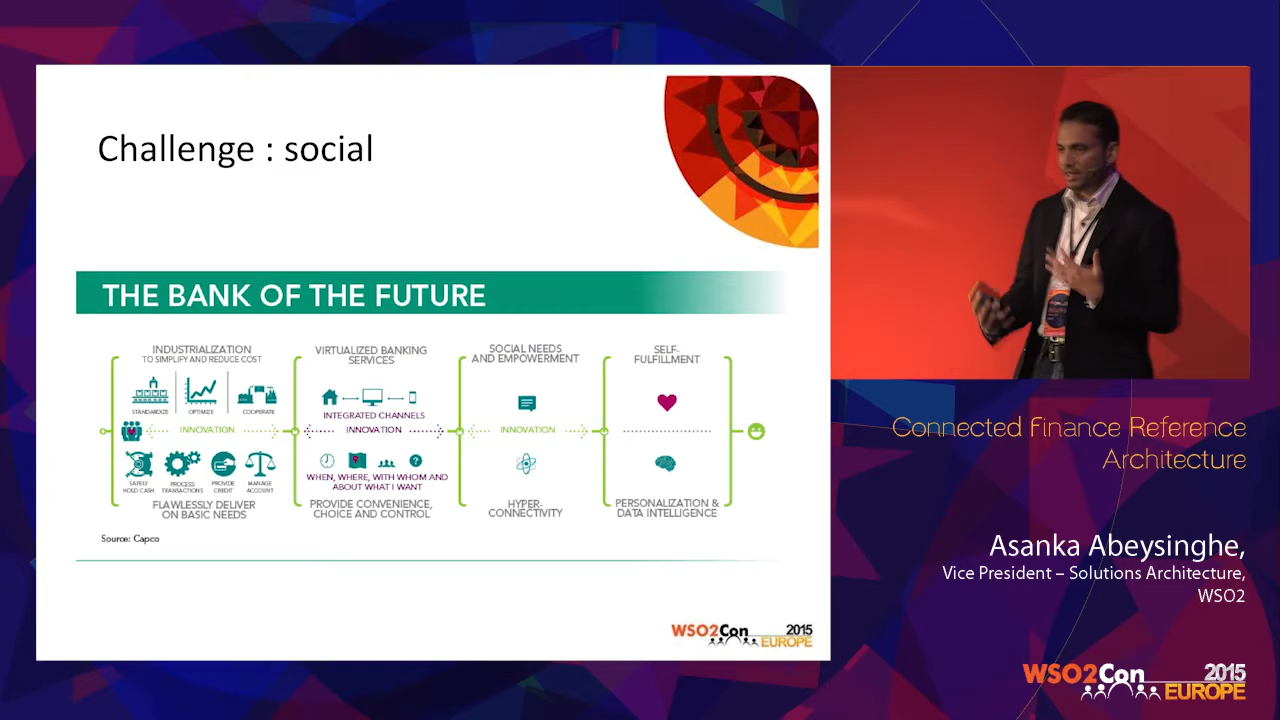 Challenge : social
THE BANK OF THE FUTURE
INDUSTRIALIZATION
TO SIMPLIFY AND REDUCE COST
STANDARDIZE
OPTIMIZE
COOPERATE
INNOVATION
SAFELY
HOLD CASH
PROCESS
TRANSACTIONS
PROVIDE
CREDIT
MANAGE
ACCOUNT
FLAWLESSLY DELIVER
ON BASIC NEEDS
VIRTUALIZED BANKING
SERVICES
INTEGRATED CHANNELS
INNOVATION
WHEN, WHERE, WITH WHOM AND
ABOUT WHAT I WANT
PROVIDE CONVENIENCE,
CHOICE AND CONTROL
SOCIAL NEEDS
AND EMPOWERMENT
INNOVATION
HYPER-
CONNECTIVITY
SELF-
FULFILLMENT
PERSONALIZATION &
DATA INTELLIGENCE
Source: Capco
WSO2Con 2015
EUROPE
Connected Finance Reference
Architecture
Asanka Abeysinghe,
Vice President – Solutions Architecture,
WSO2
WSO2Con 2015
EUROPE